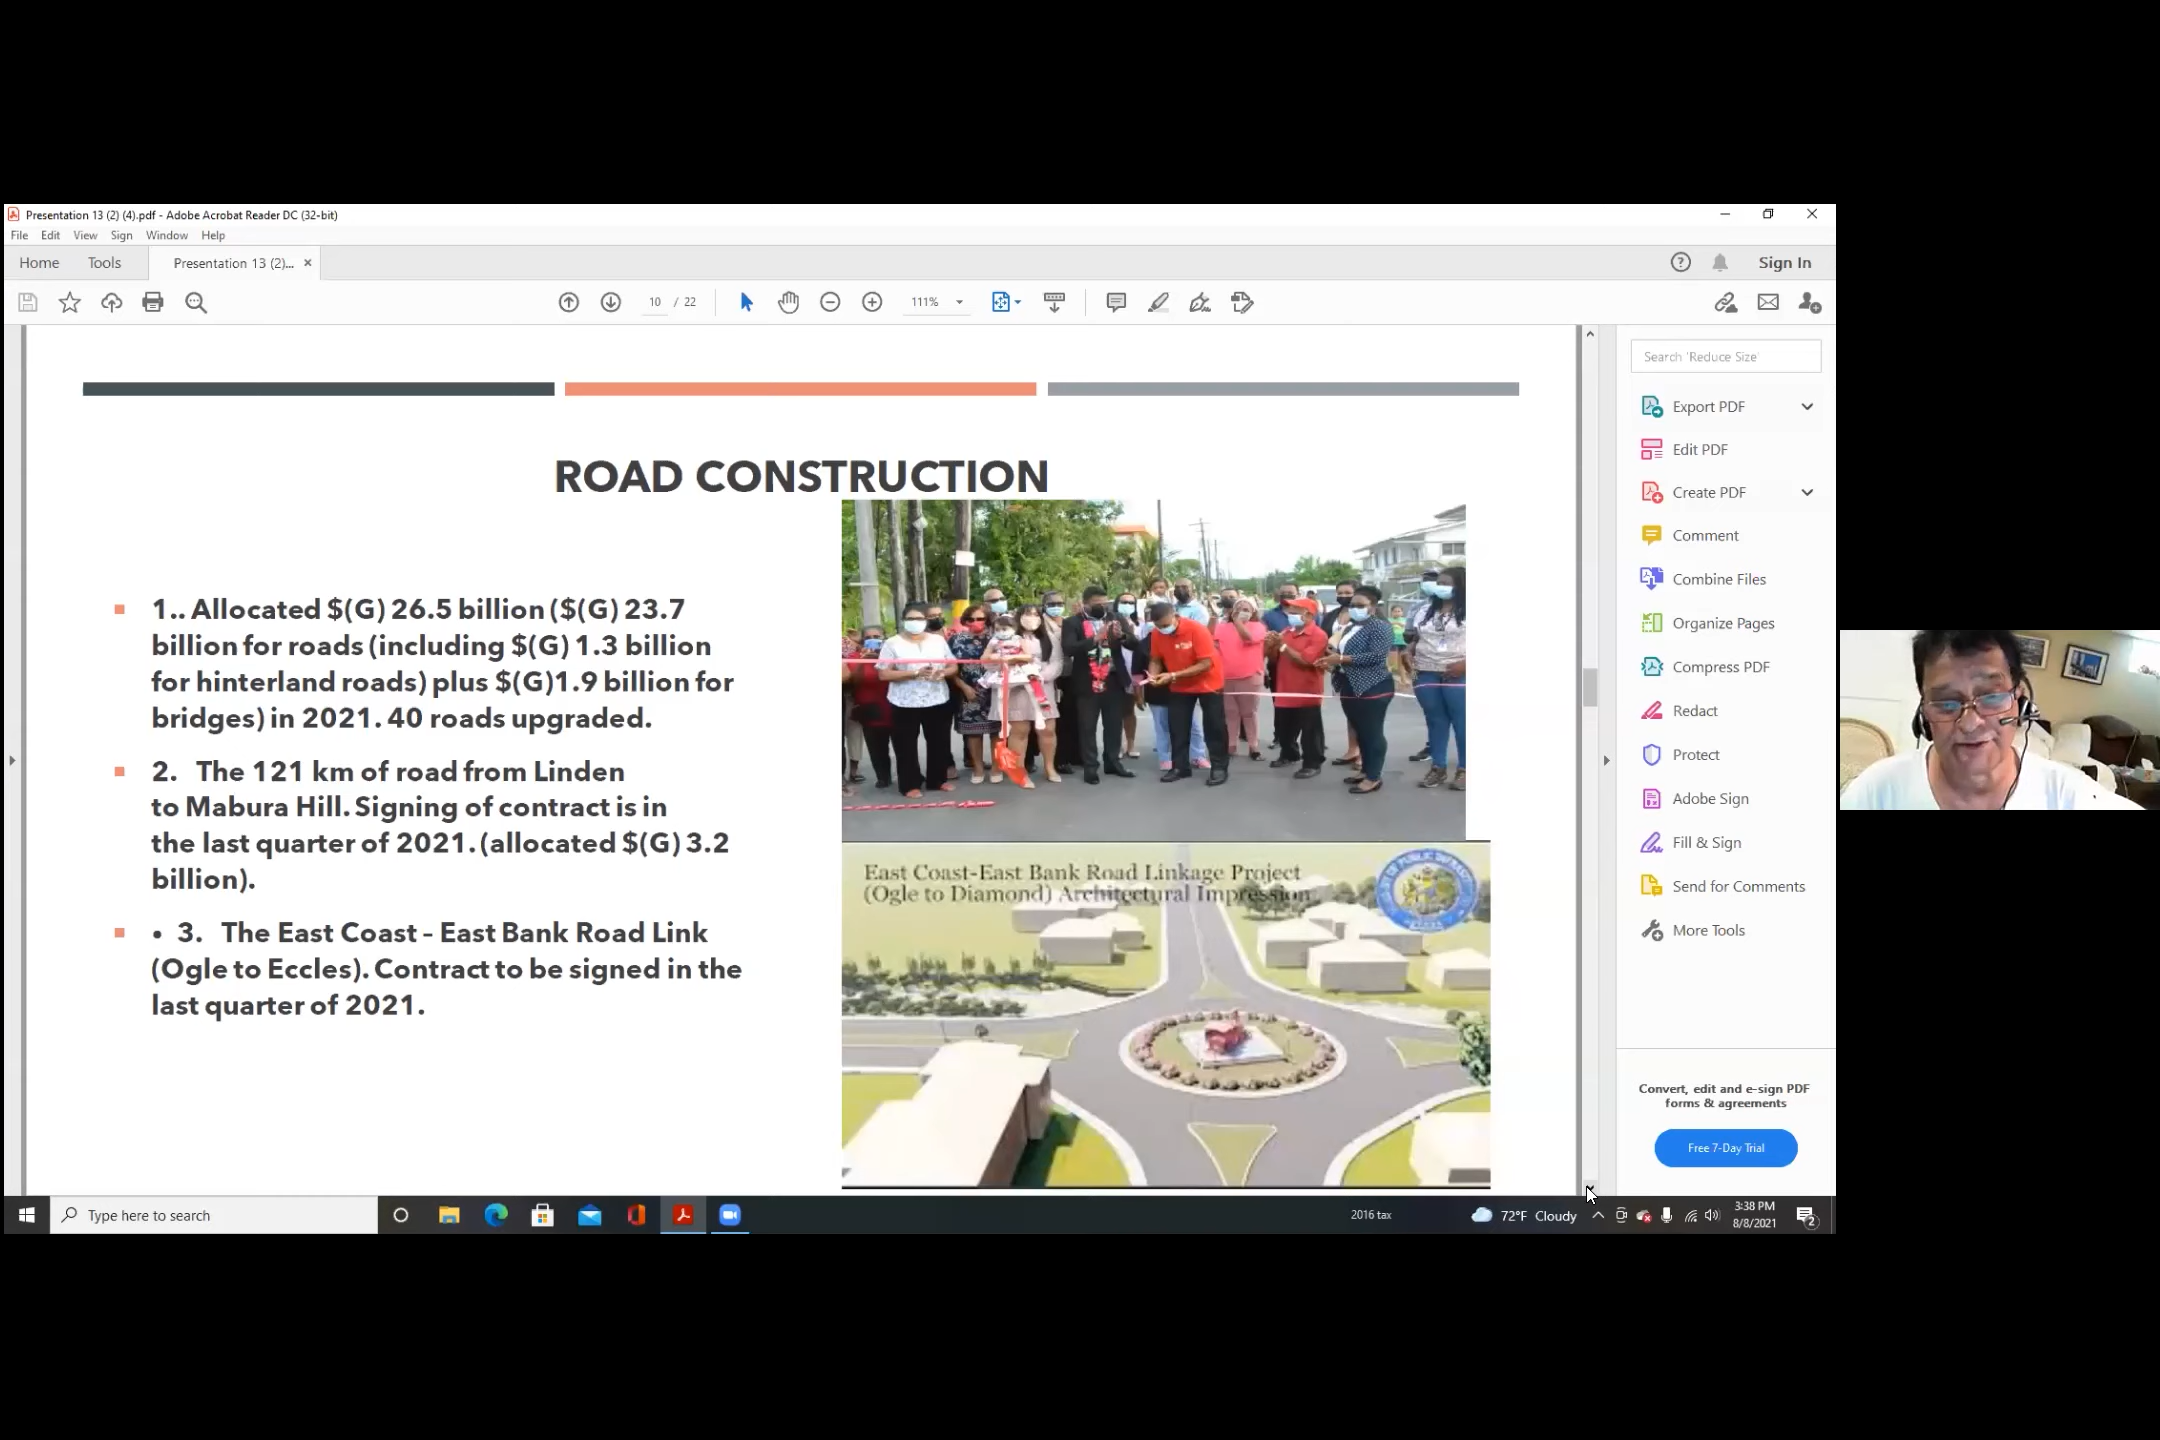 Presentation 13 (2) (4).pdf - Adobe Acrobat Reader DC (32-bit)
File Edit View Sign Window Help
Home Tools Presentation 13 (2)... × Sign In
10 / 22 111%
ROAD CONSTRUCTION
1.. Allocated $(G) 26.5 billion ($(G) 23.7
billion for roads (including $(G) 1.3 billion
for hinterland roads) plus $(G)1.9 billion for
bridges) in 2021. 40 roads upgraded.
2. The 121 km of road from Linden
to Mabura Hill. Signing of contract is in
the last quarter of 2021. (allocated $(G) 3.2
billion).
• 3. The East Coast – East Bank Road Link
(Ogle to Eccles). Contract to be signed in the
last quarter of 2021.
East Coast-East Bank Road Linkage Project
(Ogle to Diamond) Architectural Impression
Search 'Reduce Size'
Export PDF
Edit PDF
Create PDF
Comment
Combine Files
Organize Pages
Compress PDF
Redact
Protect
Adobe Sign
Fill & Sign
Send for Comments
More Tools
Convert, edit and e-sign PDF
forms & agreements
Free 7-Day Trial
Type here to search
2016 tax
72°F Cloudy
3:38 PM
8/8/2021
2